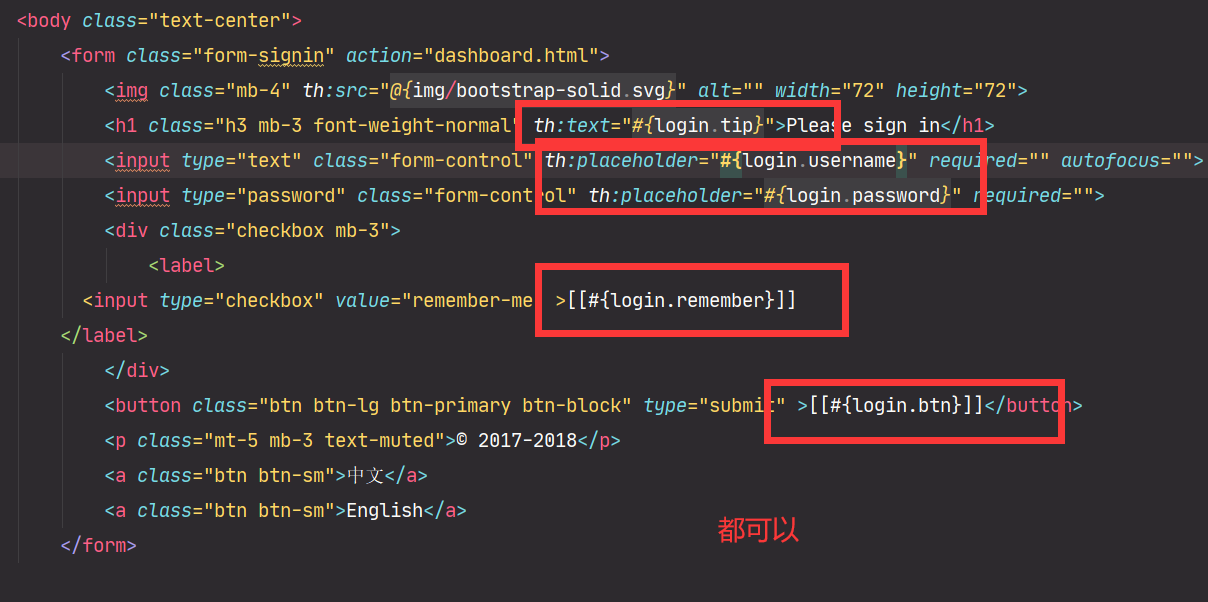 <body class="text-center">
<form class="form-signin" action="dashboard.html">
<img class="mb-4" th:src="@{img/bootstrap-solid.svg}" alt="" width="72" height="72">
<h1 class="h3 mb-3 font-weight-normal" th:text="#{login.tip}">Please sign in</h1>
<input type="text" class="form-control" th:placeholder="#{login.username}" required="" autofocus="">
<input type="password" class="form-control" th:placeholder="#{login.password}" required="">
<div class="checkbox mb-3">
<label>
<input type="checkbox" value="remember-me" >[[#{login.remember}]]
</label>
</div>
<button class="btn btn-lg btn-primary btn-block" type="submit" >[[#{login.btn}]]</button>
<p class="mt-5 mb-3 text-muted">© 2017-2018</p>
<a class="btn btn-sm">中文</a>
<a class="btn btn-sm">English</a>
都可以
</form>